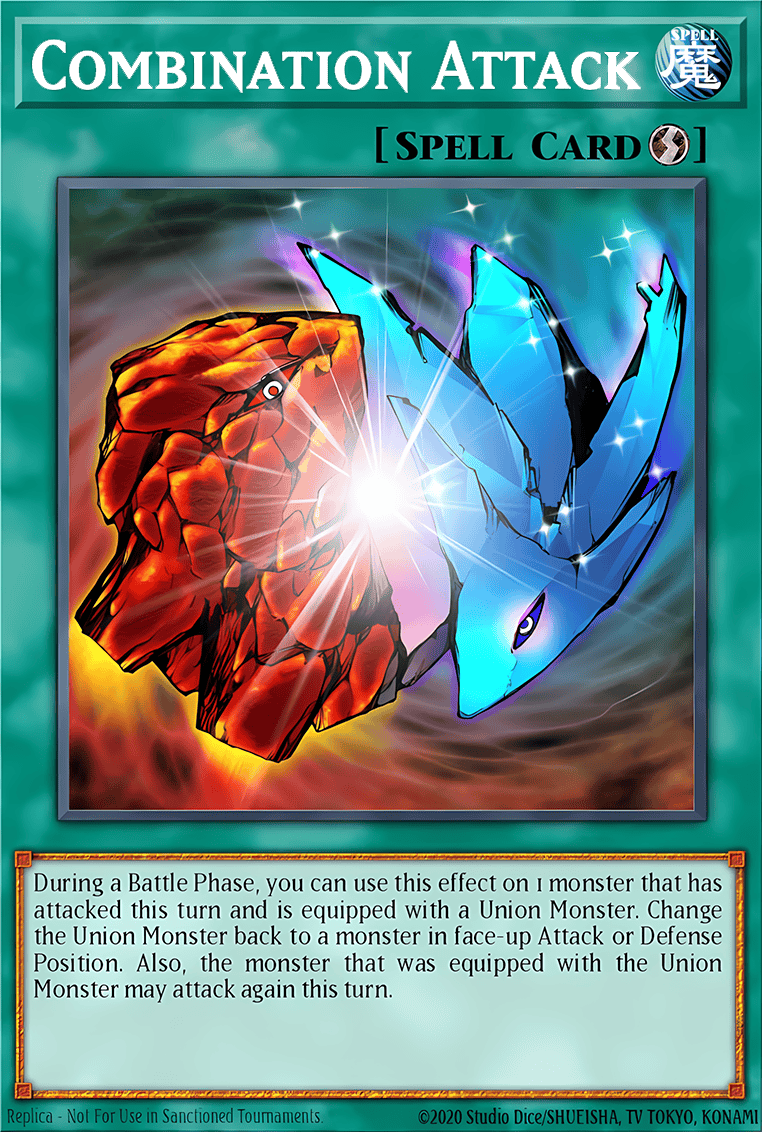 COMBINATION ATTACK
SPELL
魔
[SPELL CARD]
During a Battle Phase, you can use this effect on 1 monster that has
attacked this turn and is equipped with a Union Monster. Change
the Union Monster back to a monster in face-up Attack or Defense
Position. Also, the monster that was equipped with the Union
Monster may attack again this turn.
Replica - Not For Use in Sanctioned Tournaments.
©2020 Studio Dice/SHUEISHA, TV TOKYO, KONAMI